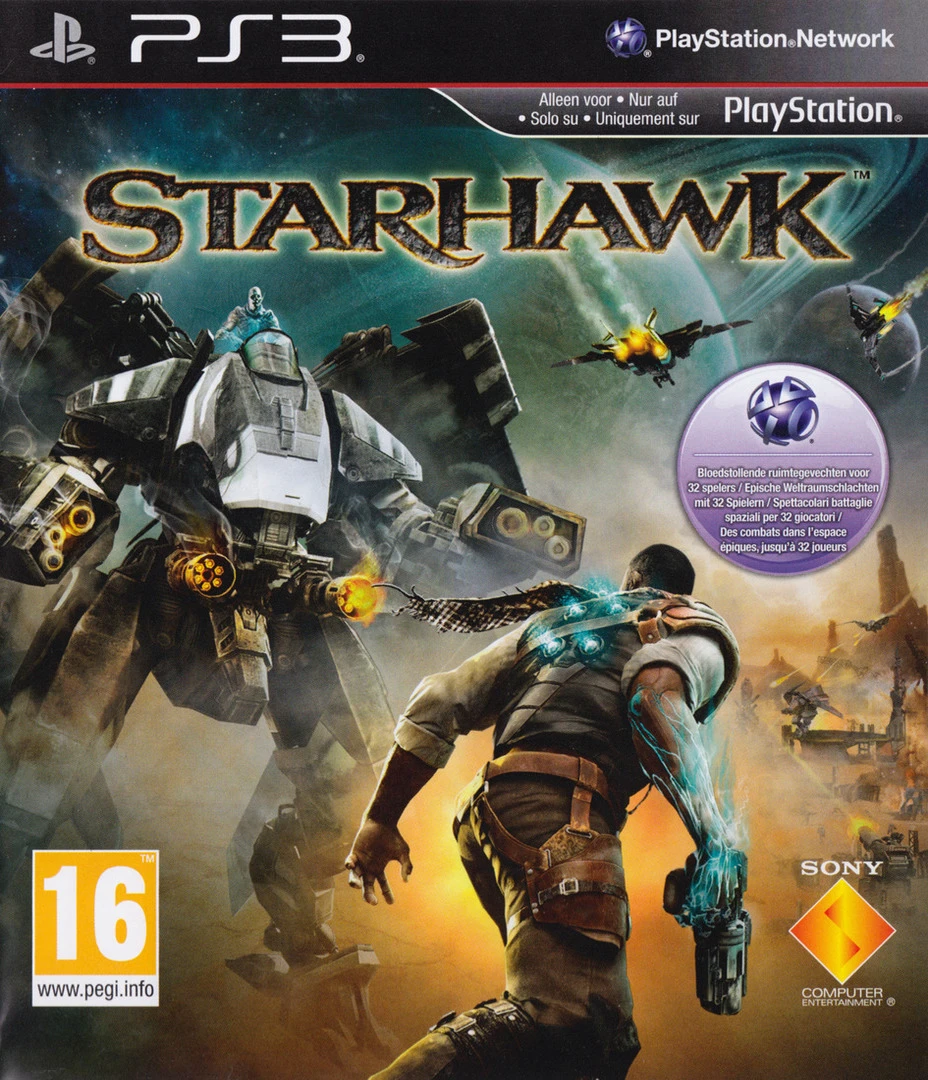 PS3®
PlayStation®Network
Alleen voor • Nur auf
• Solo su • Uniquement sur
PlayStation®
STARHAWK™
Bloedstollende ruimtegevechten voor
32 spelers / Epische Weltraumschlachten
mit 32 Spielern / Spettacolari battaglie
spaziali per 32 giocatori /
Des combats dans l'espace
épiques, jusqu'à 32 joueurs
16™
www.pegi.info
SONY
COMPUTER
ENTERTAINMENT®